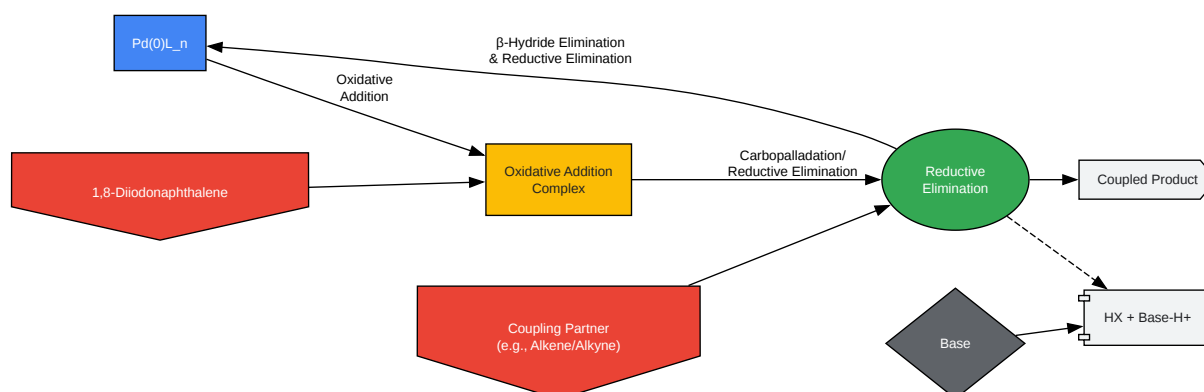 Pd(0)L_n
β-Hydride Elimination
& Reductive Elimination
Oxidative
Addition
1,8-Diiodonaphthalene
Oxidative Addition
Complex
Carbopalladation/
Reductive Elimination
Reductive
Elimination
Coupled Product
Coupling Partner
(e.g., Alkene/Alkyne)
Base
HX + Base-H+